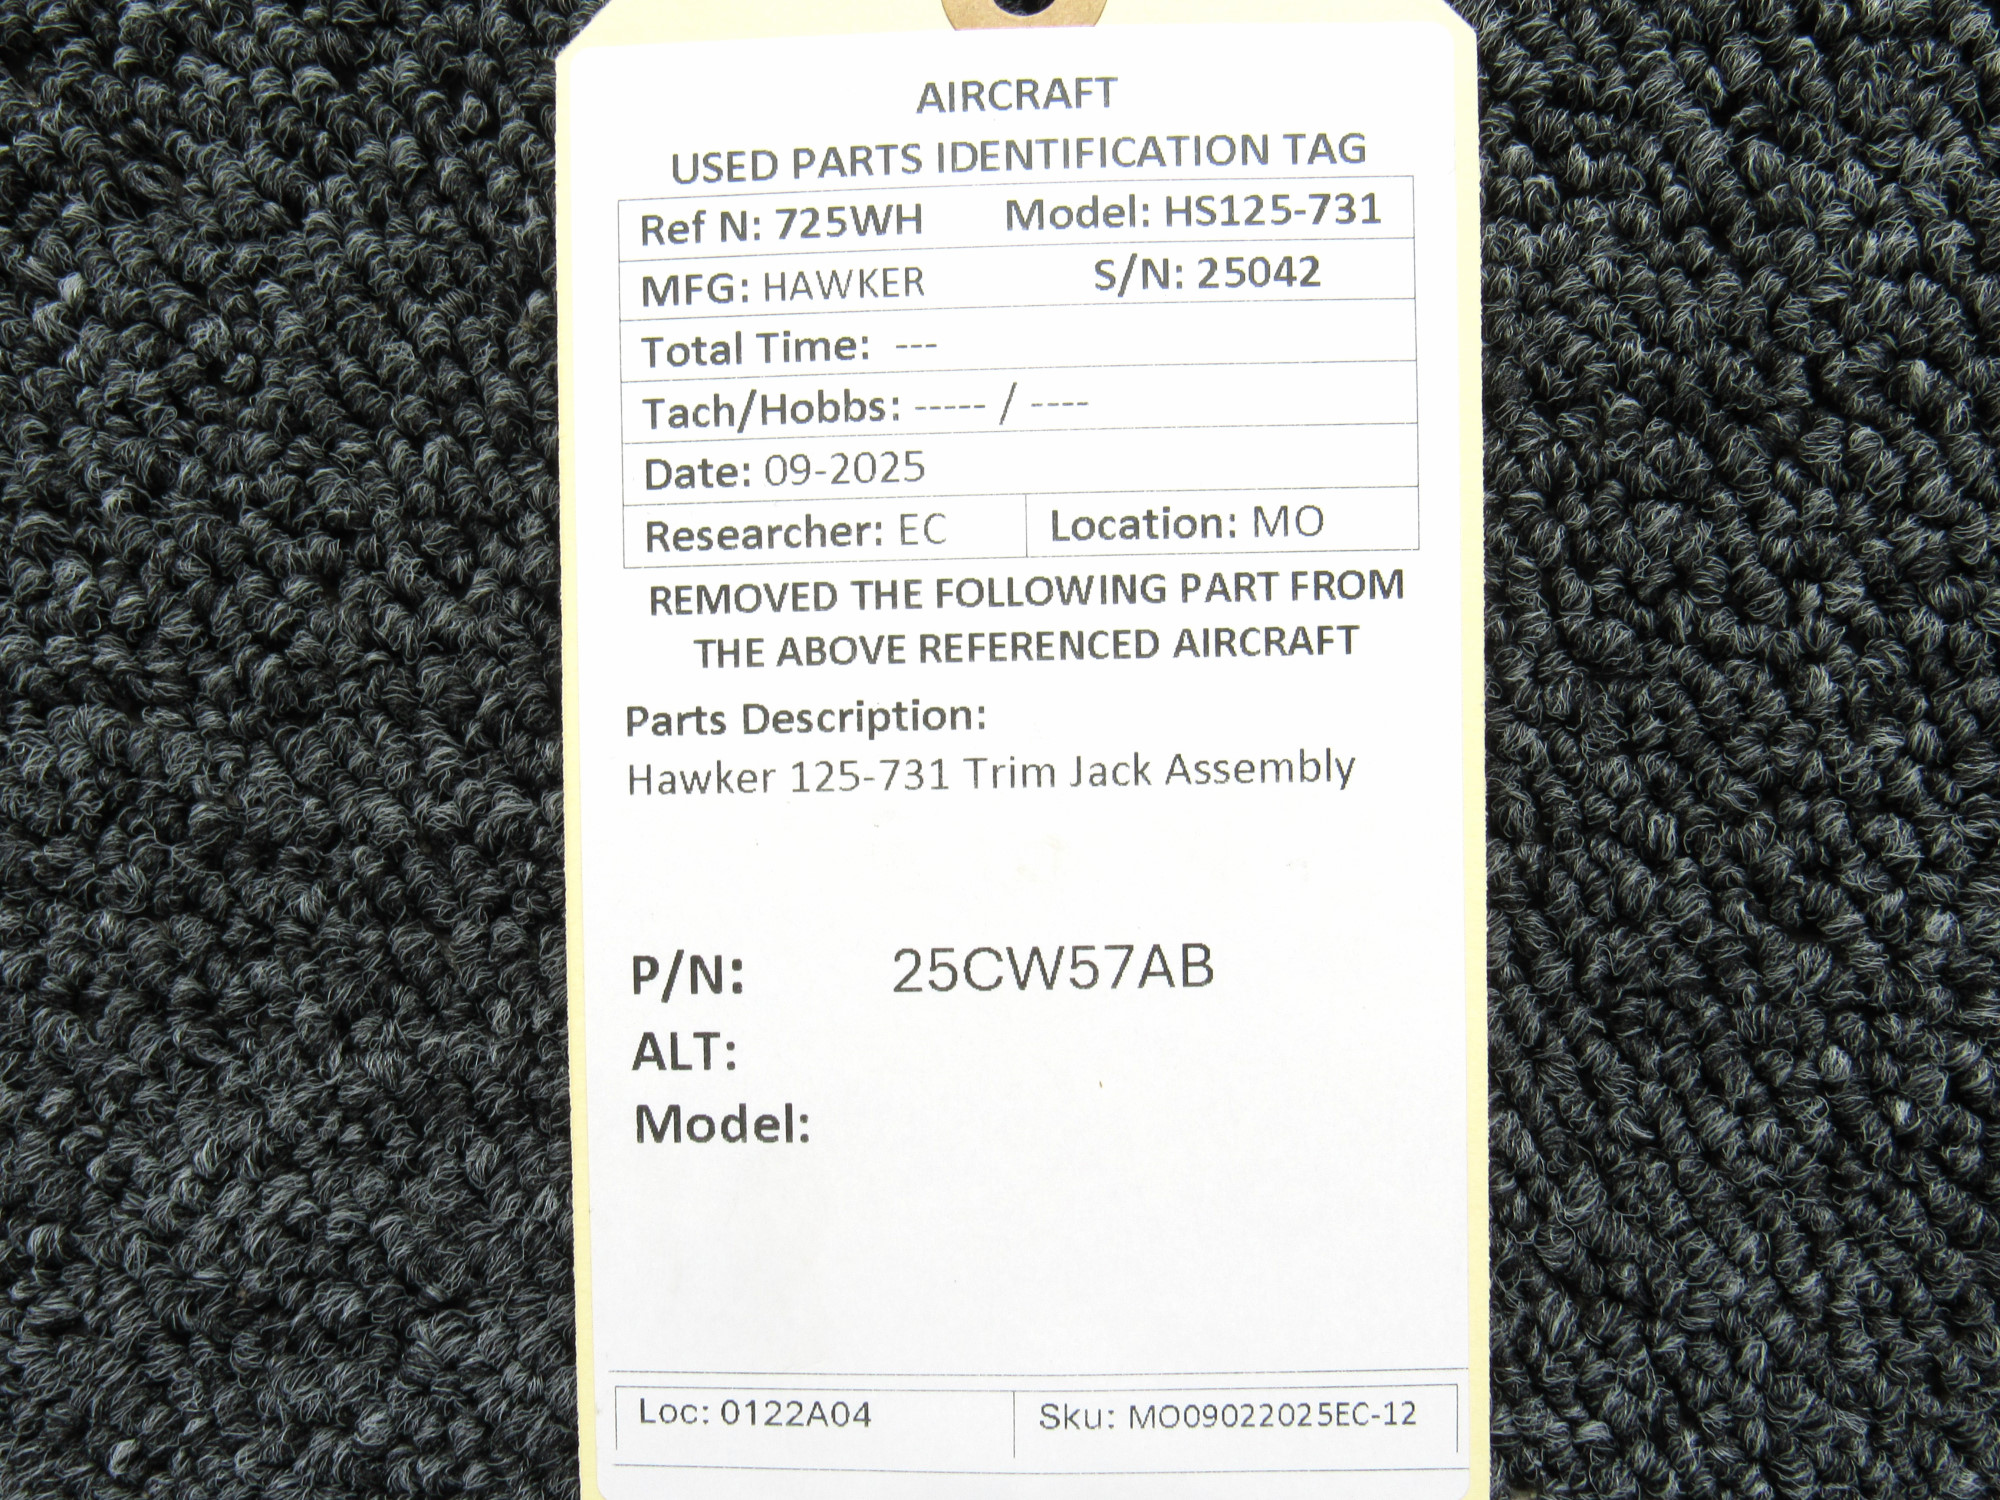 AIRCRAFT
USED PARTS IDENTIFICATION TAG
Ref N: 725WH Model: HS125-731
MFG: HAWKER S/N: 25042
Total Time: ---
Tach/Hobbs: ----- / ----
Date: 09-2025
Researcher: EC Location: MO
REMOVED THE FOLLOWING PART FROM
THE ABOVE REFERENCED AIRCRAFT
Parts Description:
Hawker 125-731 Trim Jack Assembly
P/N: 25CW57AB
ALT:
Model:
Loc: 0122A04 Sku: MO09022025EC-12